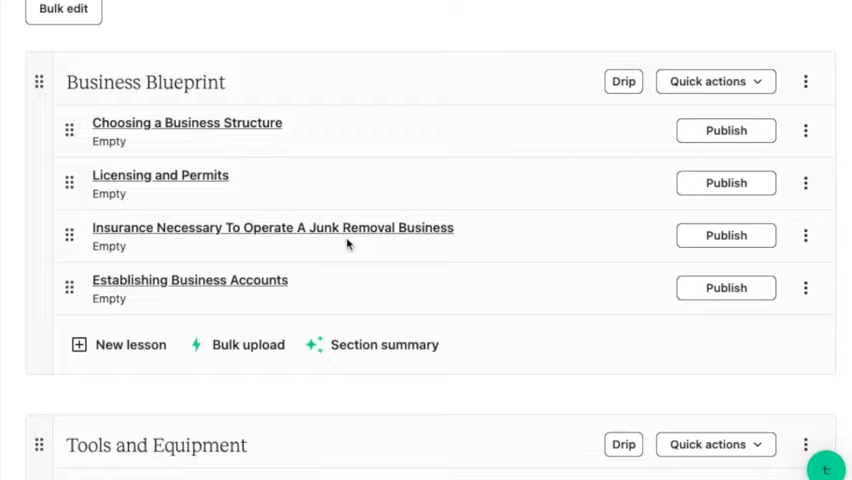 Bulk edit
Business Blueprint
Drip
Quick actions
Choosing a Business Structure
Empty
Publish
Licensing and Permits
Empty
Publish
Insurance Necessary To Operate A Junk Removal Business
Empty
Publish
Establishing Business Accounts
Empty
Publish
New lesson
Bulk upload
Section summary
Tools and Equipment
Drip
Quick actions
t: